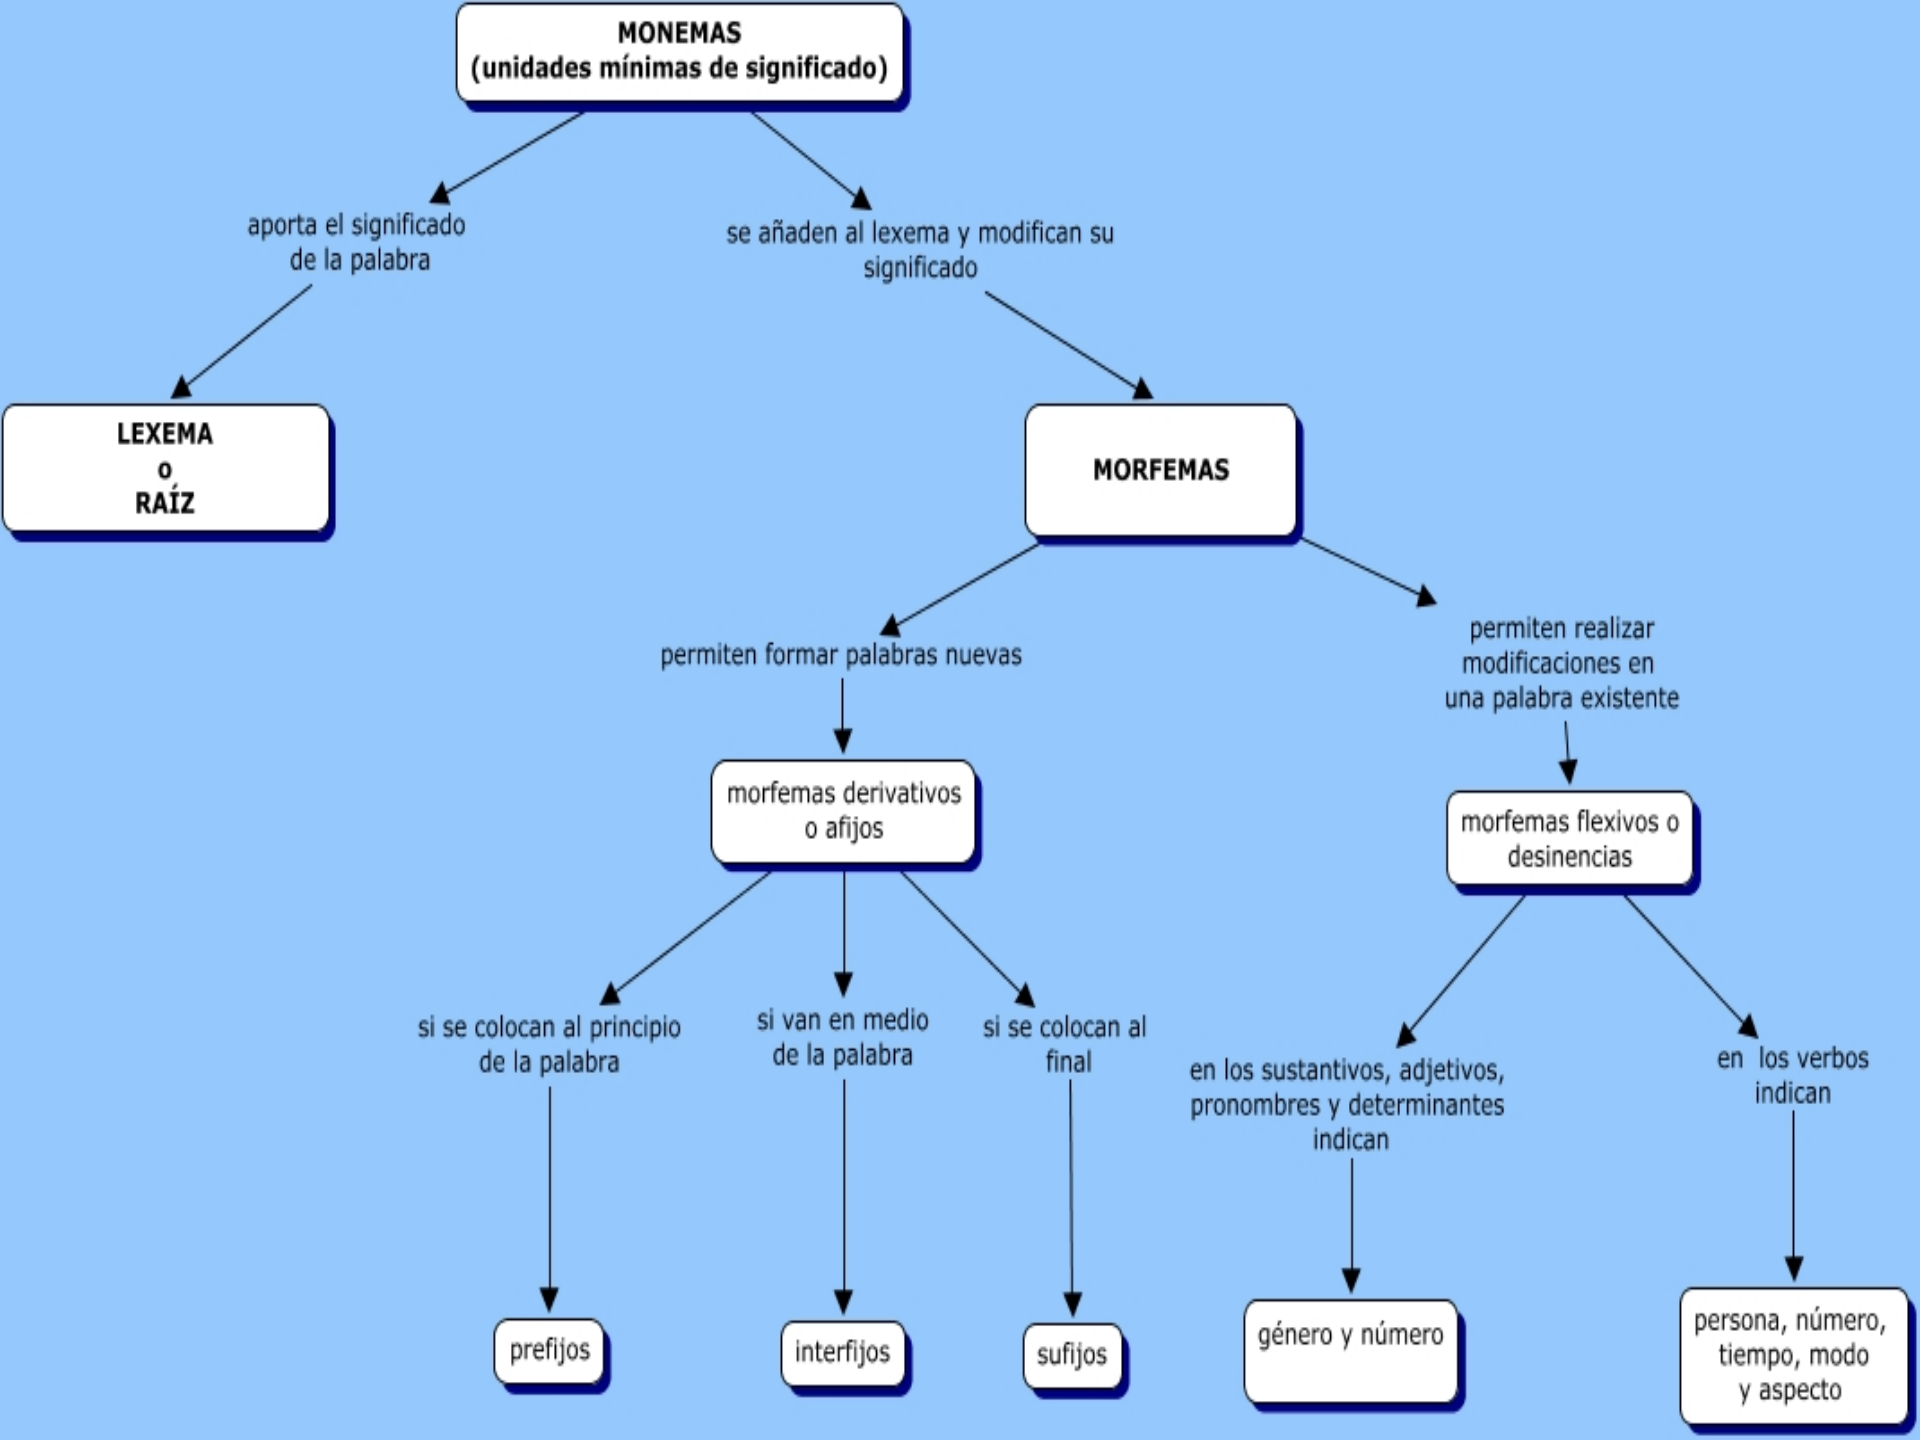 MONEMAS
(unidades mínimas de significado)
aporta el significado
de la palabra
se añaden al lexema y modifican su
significado
LEXEMA
o
RAÍZ
MORFEMAS
permiten formar palabras nuevas
permiten realizar
modificaciones en
una palabra existente
morfemas derivativos
o afijos
morfemas flexivos o
desinencias
si se colocan al principio
de la palabra
si van en medio
de la palabra
si se colocan al
final
en los sustantivos, adjetivos,
pronombres y determinantes
indican
en los verbos
indican
prefijos
interfijos
sufijos
género y número
persona, número,
tiempo, modo
y aspecto